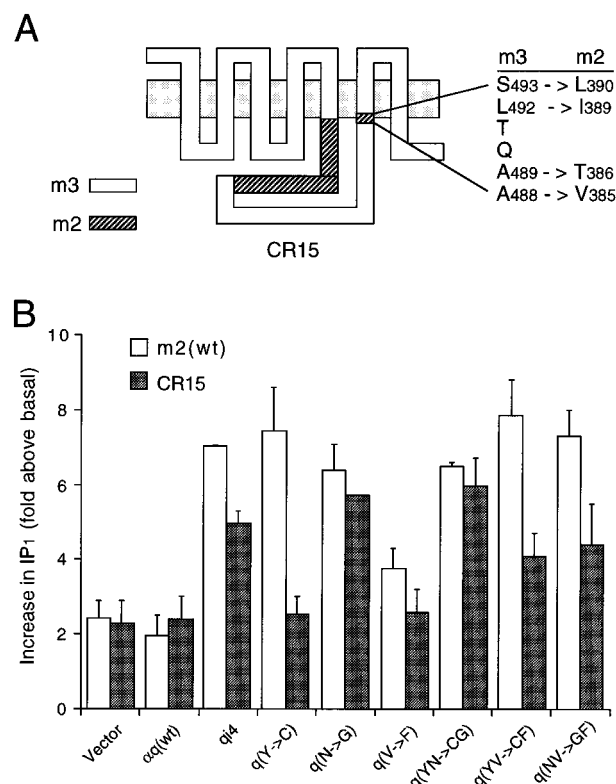 A
m3 m2
S493 -> L390
L492 -> I389
T
Q
A489 -> T386
A488 -> V385
m3
m2
CR15
B
m2(wt)
CR15
Increase in IP1 (fold above basal)
10
8
6
4
2
0
Vector
αq(wt)
qi4
q(Y->C)
q(N->G)
q(V->F)
q(YN->CG)
q(YV->CF)
q(NV->GF)